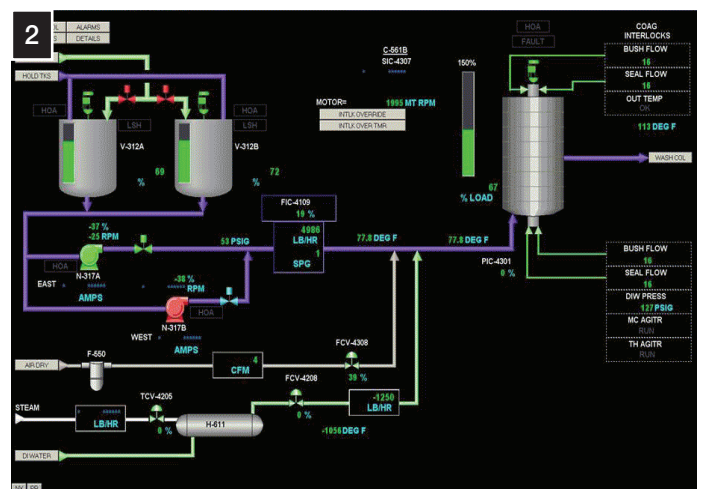 2
ALARMS
DETAILS
HOLD TKS
HOA
LSH
V-312A
69
%
HOA
LSH
V-312B
72
%
C-561B
SIC-4307
* ******
MOTOR= 1995 MT RPM
INTLK OVERRIDE
INTLK OVER TMR
150%
67
% LOAD
HOA
FAULT
COAG
INTERLOCKS
BUSH FLOW
16
SEAL FLOW
16
OUT TEMP
OK
113 DEG F
WASH COL
FIC-4109
19 %
4986
LB/HR
1
SPG
53 PSIG
77.8 DEG F
77.8 DEG F
PIC-4301
0 %
-37 %
-25 RPM
HOA
N-317A
EAST * ******
AMPS
-38 %
* ****** RPM
HOA
N-317B
WEST * ******
AMPS
BUSH FLOW
16
SEAL FLOW
16
DIW PRESS
127 PSIG
MC AGITR
RUN
TH AGITR
RUN
AIR DRY
F-550
4
CFM
FCV-4308
39 %
STEAM
* ******
LB/HR
TCV-4205
0 %
H-611
FCV-4208
0 %
-1250
LB/HR
-1056 DEG F
DI WATER